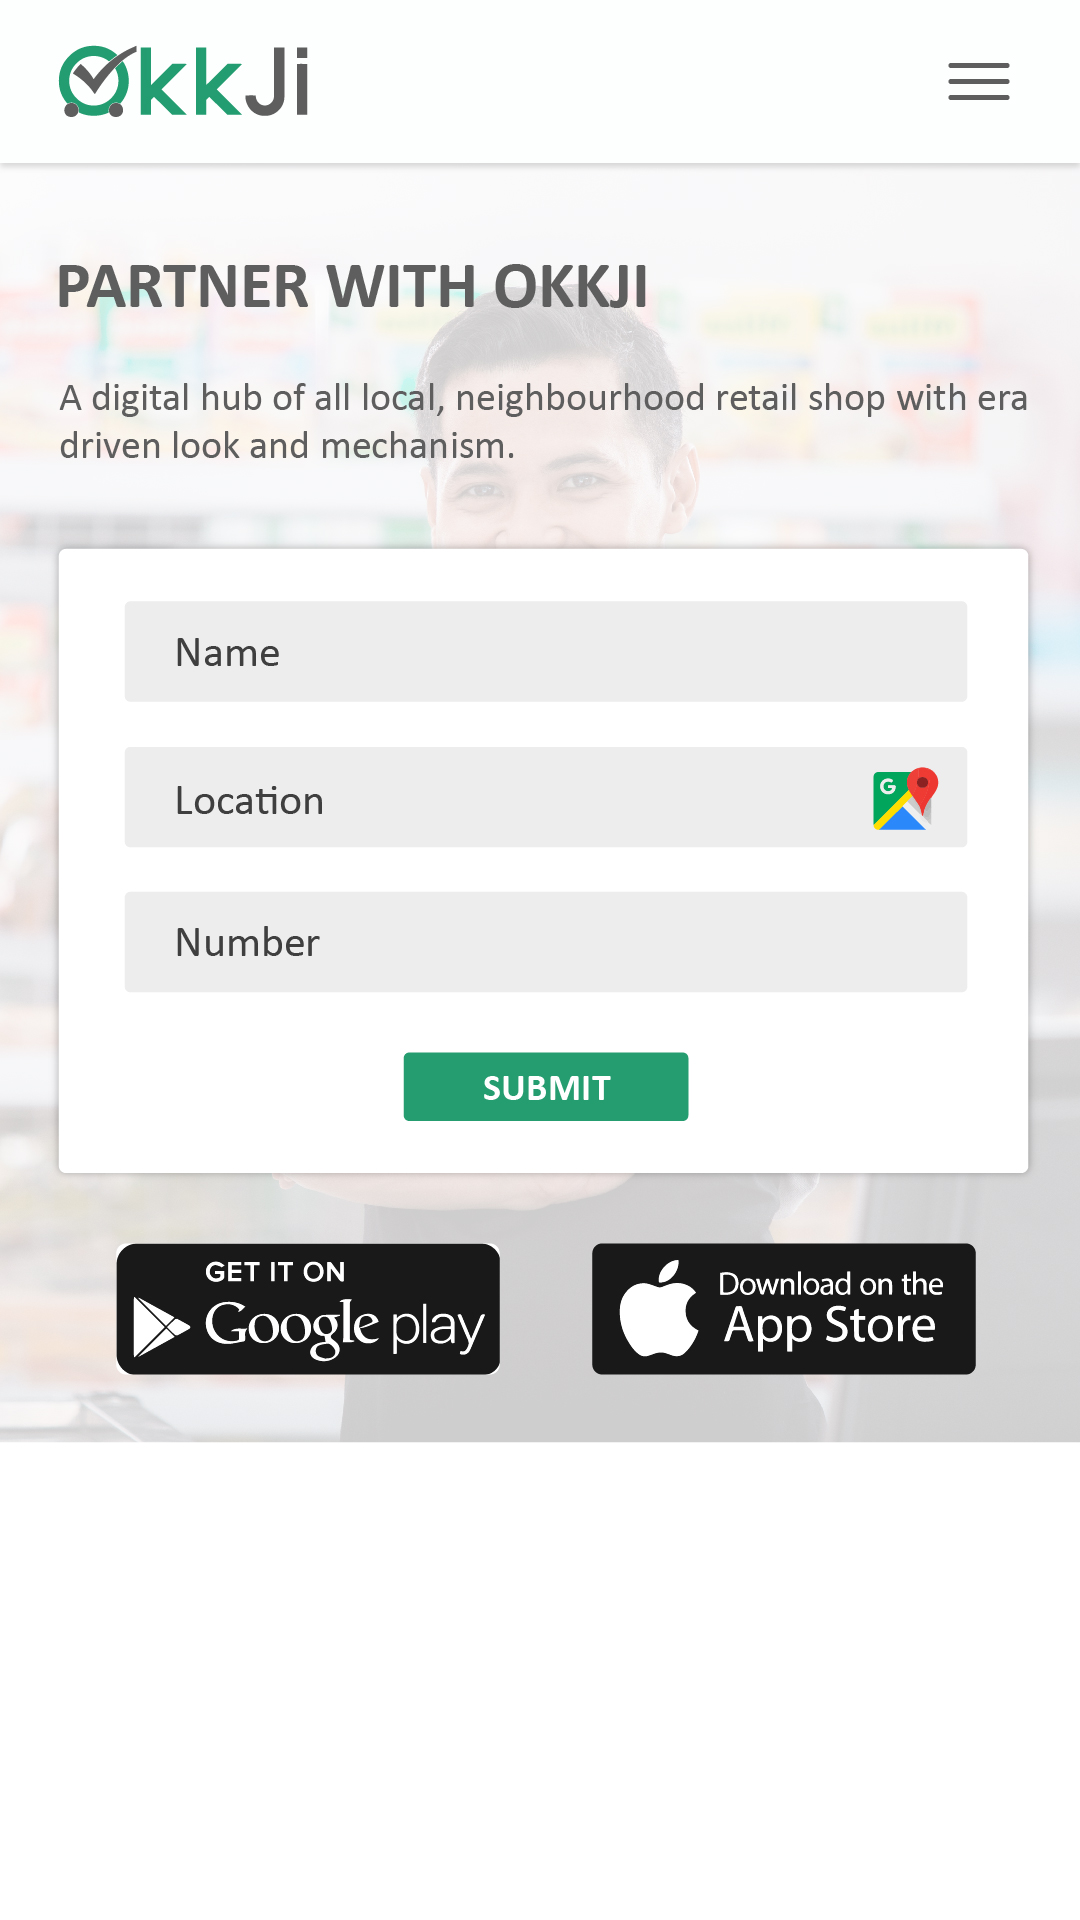 OkkJi
PARTNER WITH OKKJI
A digital hub of all local, neighbourhood retail shop with era
driven look and mechanism.
Name
Location
G
Number
SUBMIT
GET IT ON
Google play
Download on the
App Store